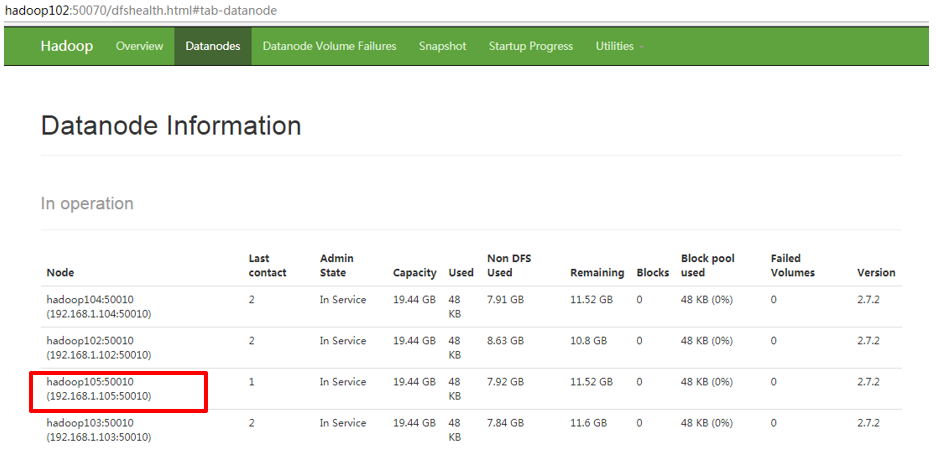 hadoop102:50070/dfshealth.html#tab-datanode
Hadoop Overview Datanodes Datanode Volume Failures Snapshot Startup Progress Utilities
Datanode Information
In operation
Node Last contact Admin State Capacity Used Non DFS Used Remaining Blocks Block pool used Failed Volumes Version
hadoop104:50010 (192.168.1.104:50010) 2 In Service 19.44 GB 48 KB 7.91 GB 11.52 GB 0 48 KB (0%) 0 2.7.2
hadoop102:50010 (192.168.1.102:50010) 2 In Service 19.44 GB 48 KB 8.63 GB 10.8 GB 0 48 KB (0%) 0 2.7.2
hadoop105:50010 (192.168.1.105:50010) 1 In Service 19.44 GB 48 KB 7.92 GB 11.52 GB 0 48 KB (0%) 0 2.7.2
hadoop103:50010 (192.168.1.103:50010) 2 In Service 19.44 GB 48 KB 7.84 GB 11.6 GB 0 48 KB (0%) 0 2.7.2